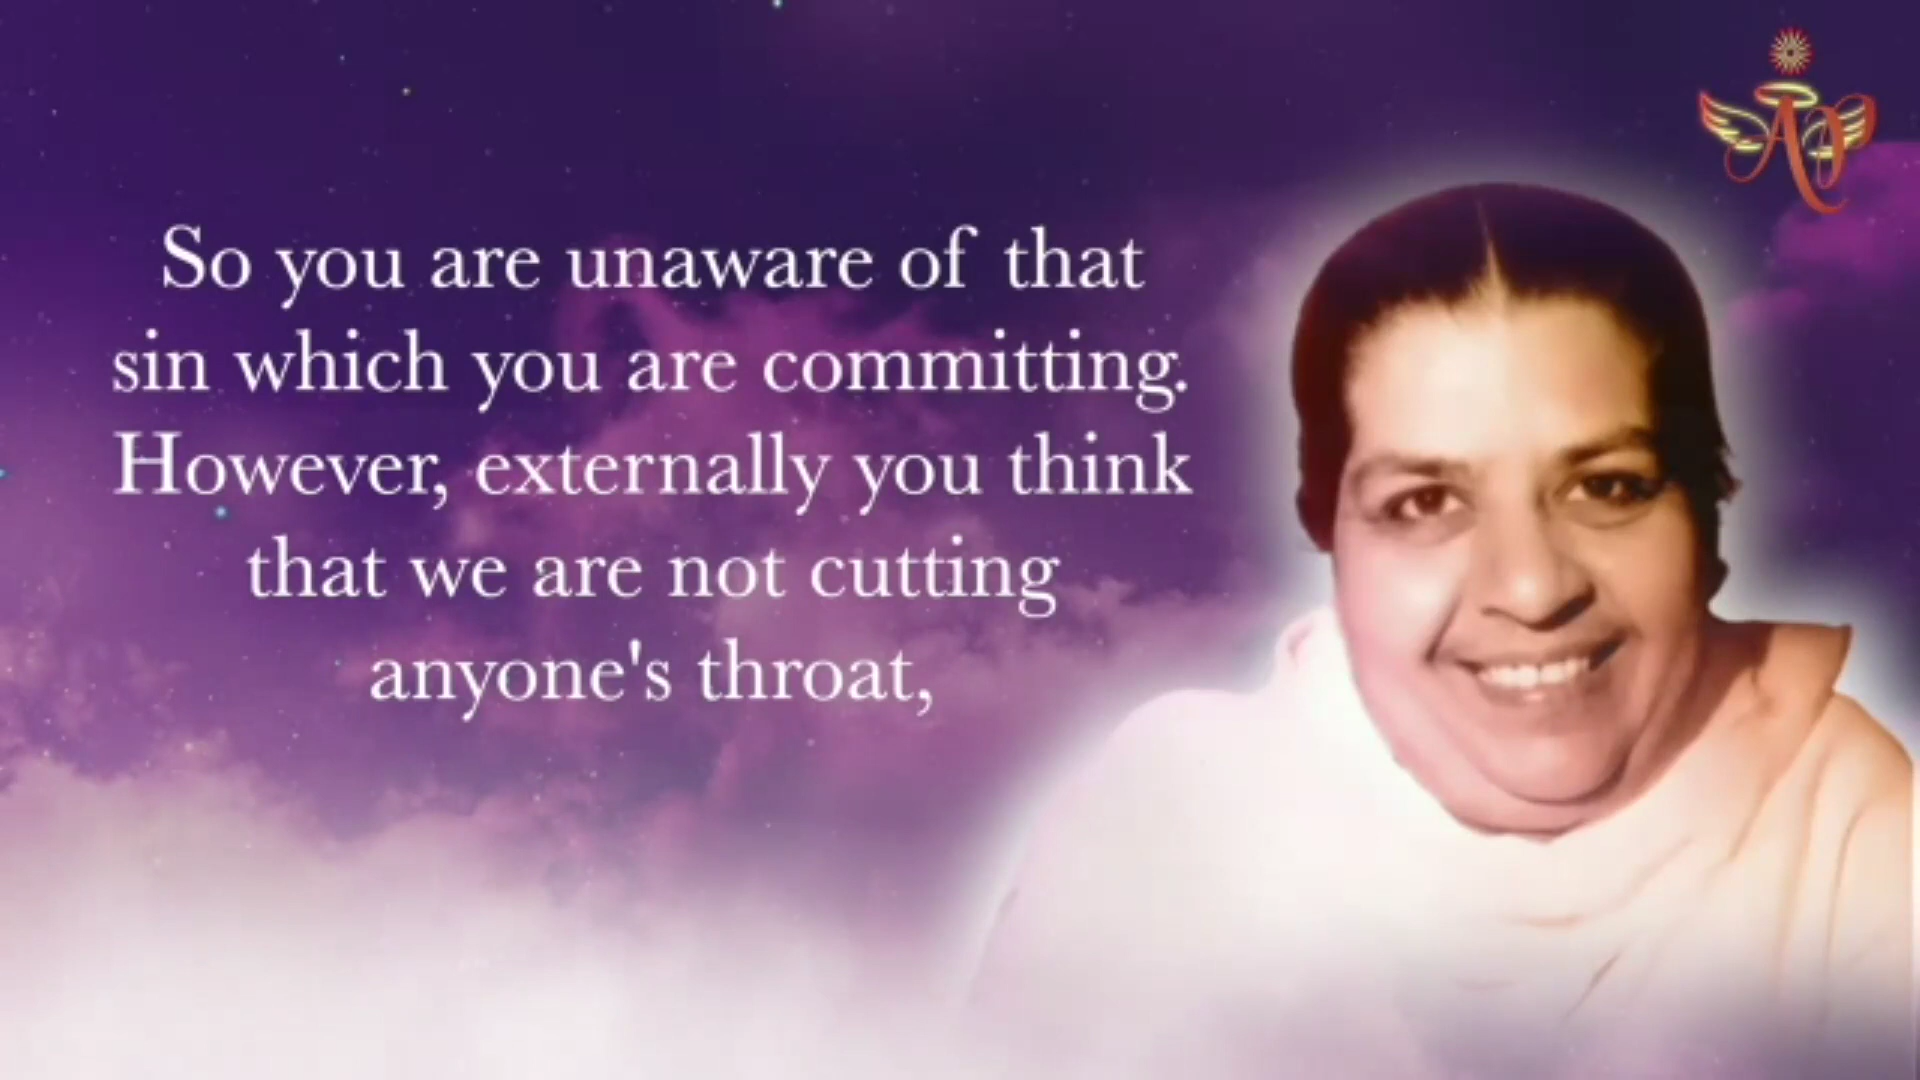 So you are unaware of that
sin which you are committing.
However, externally you think
that we are not cutting
anyone's throat,